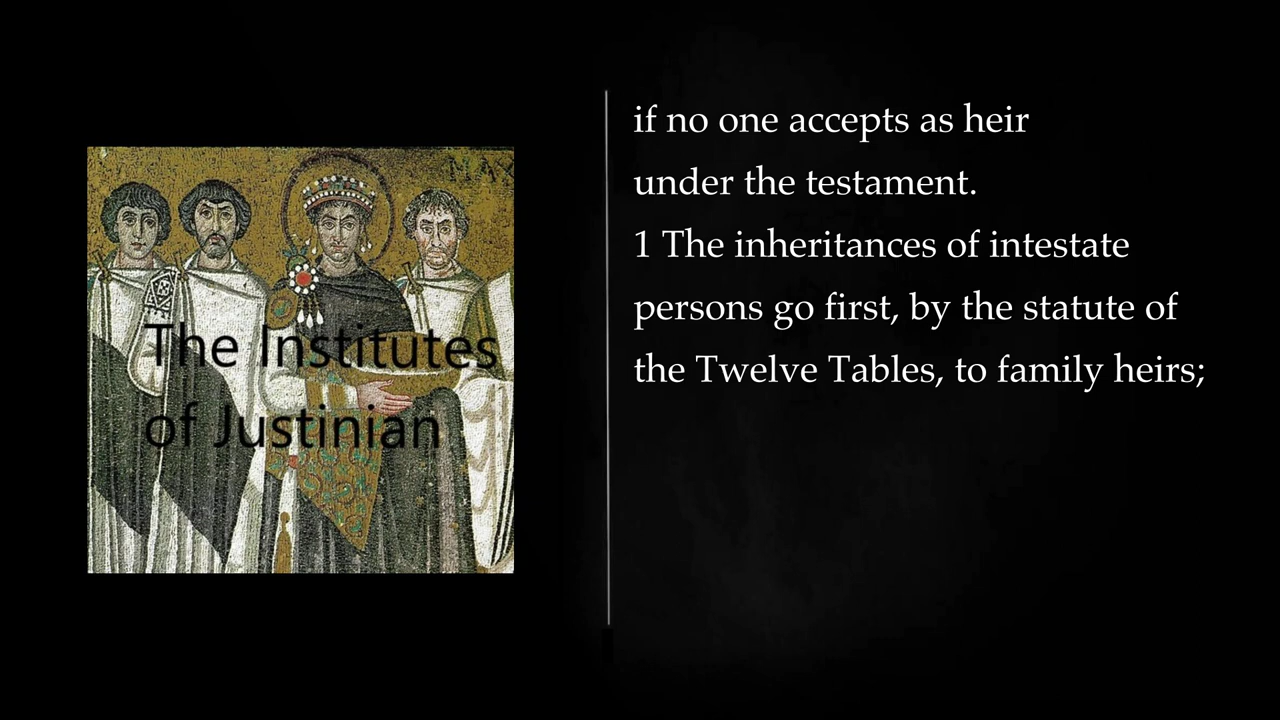 The Institutes
of Justinian
if no one accepts as heir
under the testament.
1 The inheritances of intestate
persons go first, by the statute of
the Twelve Tables, to family heirs;